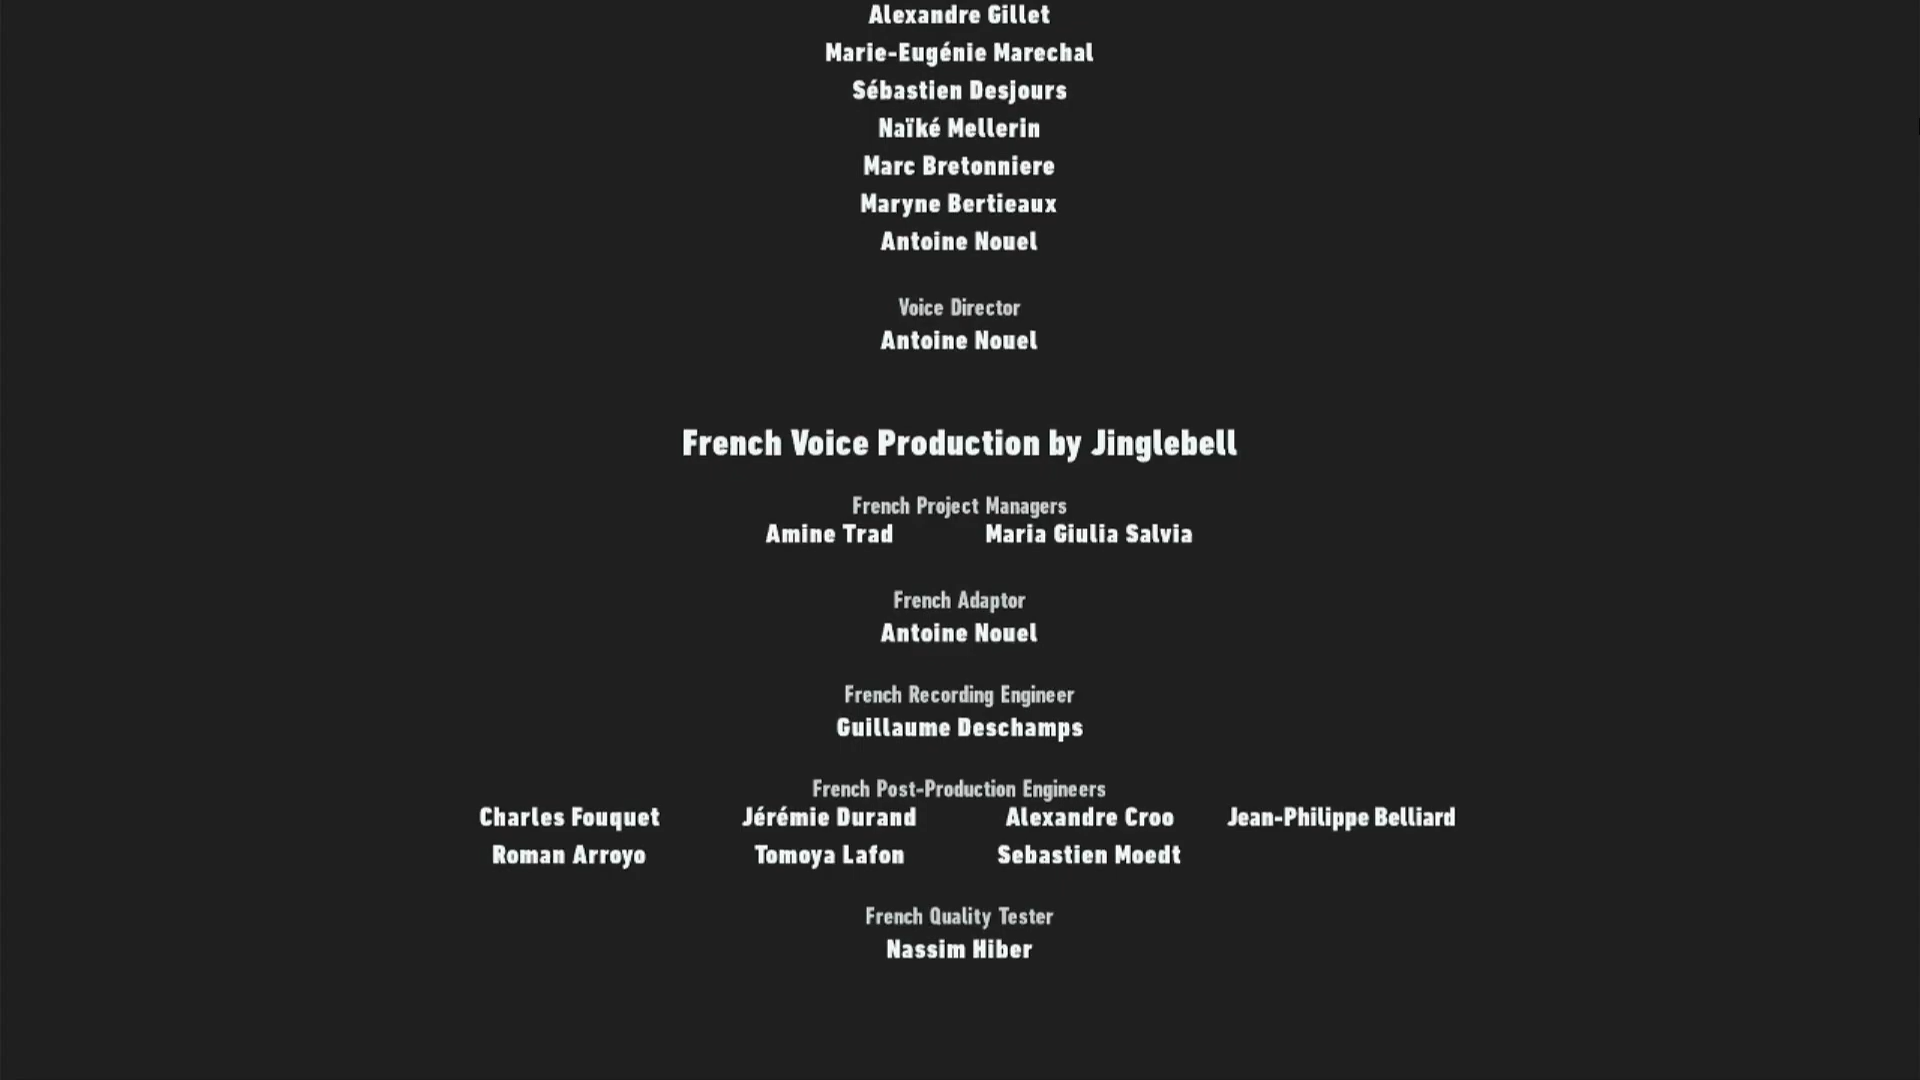 Alexandre Gillet
Marie-Eugénie Marechal
Sébastien Desjours
Naïké Mellerin
Marc Bretonniere
Maryne Bertieaux
Antoine Nouel
Voice Director
Antoine Nouel
French Voice Production by Jinglebell
French Project Managers
Amine Trad Maria Giulia Salvia
French Adaptor
Antoine Nouel
French Recording Engineer
Guillaume Deschamps
French Post-Production Engineers
Charles Fouquet Jérémie Durand Alexandre Croo Jean-Philippe Belliard
Roman Arroyo Tomoya Lafon Sebastien Moedt
French Quality Tester
Nassim Hiber